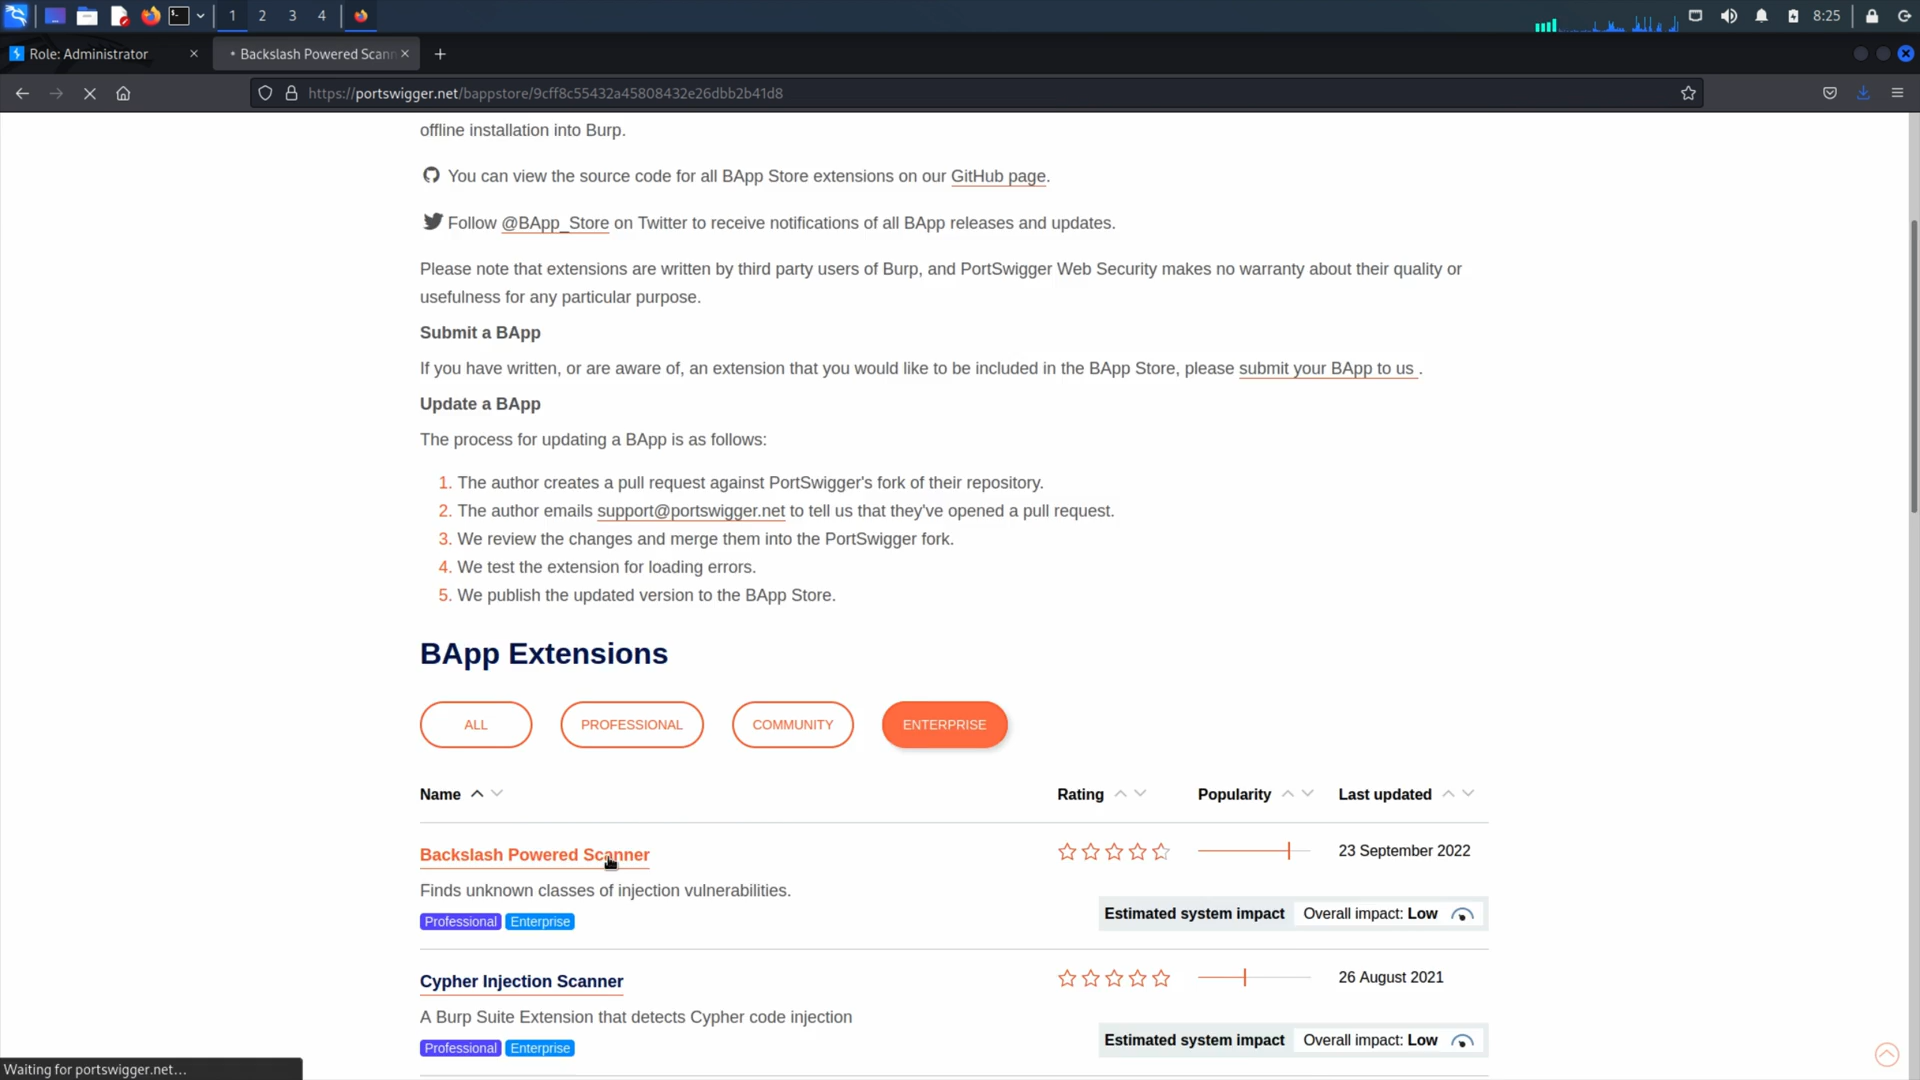 1 2 3 4 8:25
Role: Administrator
Backslash Powered Scann
https://portswigger.net/bappstore/9cff8c55432a45808432e26dbb2b41d8
offline installation into Burp.
You can view the source code for all BApp Store extensions on our GitHub page.
Follow @BApp_Store on Twitter to receive notifications of all BApp releases and updates.
Please note that extensions are written by third party users of Burp, and PortSwigger Web Security makes no warranty about their quality or
usefulness for any particular purpose.
Submit a BApp
If you have written, or are aware of, an extension that you would like to be included in the BApp Store, please submit your BApp to us .
Update a BApp
The process for updating a BApp is as follows:
1. The author creates a pull request against PortSwigger's fork of their repository.
2. The author emails support@portswigger.net to tell us that they've opened a pull request.
3. We review the changes and merge them into the PortSwigger fork.
4. We test the extension for loading errors.
5. We publish the updated version to the BApp Store.
BApp Extensions
ALL PROFESSIONAL COMMUNITY ENTERPRISE
Name Rating Popularity Last updated
Backslash Powered Scanner 23 September 2022
Finds unknown classes of injection vulnerabilities.
Professional Enterprise Estimated system impact Overall impact: Low
Cypher Injection Scanner 26 August 2021
A Burp Suite Extension that detects Cypher code injection
Professional Enterprise Estimated system impact Overall impact: Low
Waiting for portswigger.net...